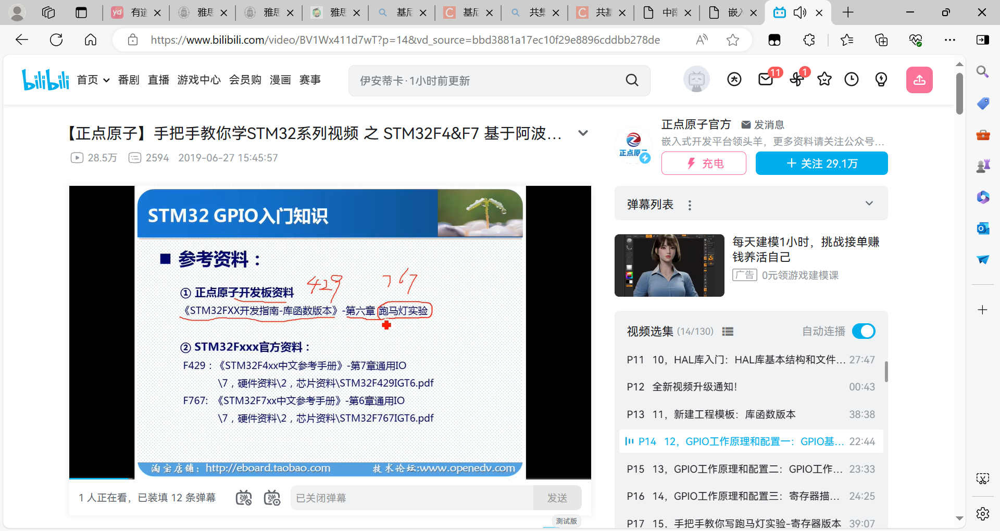 有道
雅思
雅思
雅思
基尼
基尼
共集
共基
中南
嵌入
https://www.bilibili.com/video/BV1Wx411d7wT?p=14&vd_source=bbd3881a17ec10f29e8896cddbb278de
bilibili 首页 番剧 直播 游戏中心 会员购 漫画 赛事
伊安蒂卡·1小时前更新
11
1
【正点原子】手把手教你学STM32系列视频 之 STM32F4&F7 基于阿波...
28.5万 2594 2019-06-27 15:45:57
正点原子官方 发消息
嵌入式开发平台领头羊，更多资料请关注公众号...
充电
+ 关注 29.1万
STM32 GPIO入门知识
参考资料：
429 767
① 正点原子开发板资料
《STM32FXX开发指南-库函数版本》-第六章 跑马灯实验
② STM32Fxxx官方资料：
F429：《STM32F4xx中文参考手册》-第7章通用IO
\7，硬件资料\2，芯片资料\STM32F429IGT6.pdf
F767: 《STM32F7xx中文参考手册》-第6章通用IO
\7，硬件资料\2，芯片资料\STM32F767IGT6.pdf
淘宝店铺：http://eboard.taobao.com 技术论坛:www.openedv.com
1 人正在看，已装填 12 条弹幕
已关闭弹幕
发送
测试版
弹幕列表
每天建模1小时，挑战接单赚
钱养活自己
广告 0元领游戏建模课
视频选集 (14/130) 自动连播
P11 10，HAL库入门：HAL库基本结构和文件... 27:47
P12 全新视频升级通知！ 00:43
P13 11，新建工程模板：库函数版本 38:38
P14 12，GPIO工作原理和配置一：GPIO基... 22:44
P15 13，GPIO工作原理和配置二：GPIO工作... 23:33
P16 14，GPIO工作原理和配置三：寄存器描... 24:25
P17 15，手把手教你写跑马灯实验-寄存器版本 39:07